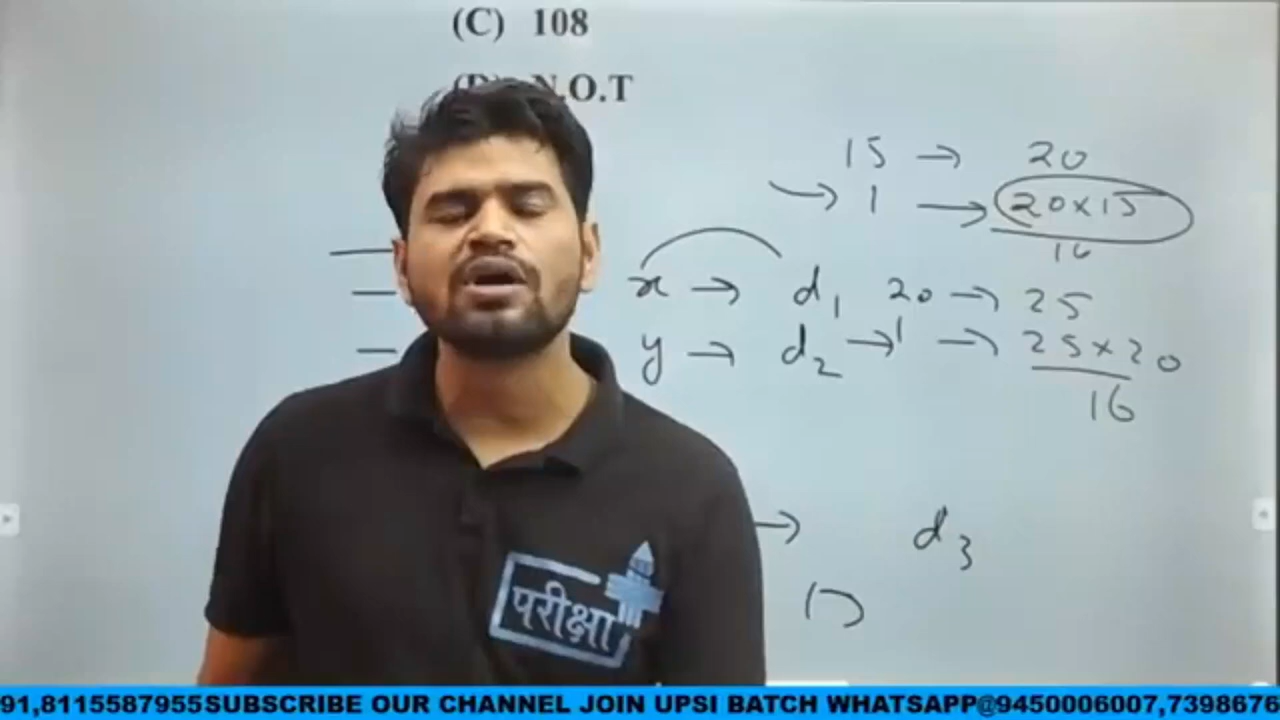 (C) 108
(D) N.O.T
15 → 20
→ 1 → 20×15
16
x → d₁ 20 → 25
y → d₂ → 1 → 25×20
16
→ d₃
परीक्षा
91,8115587955SUBSCRIBE OUR CHANNEL JOIN UPSI BATCH WHATSAPP@9450006007,7398676